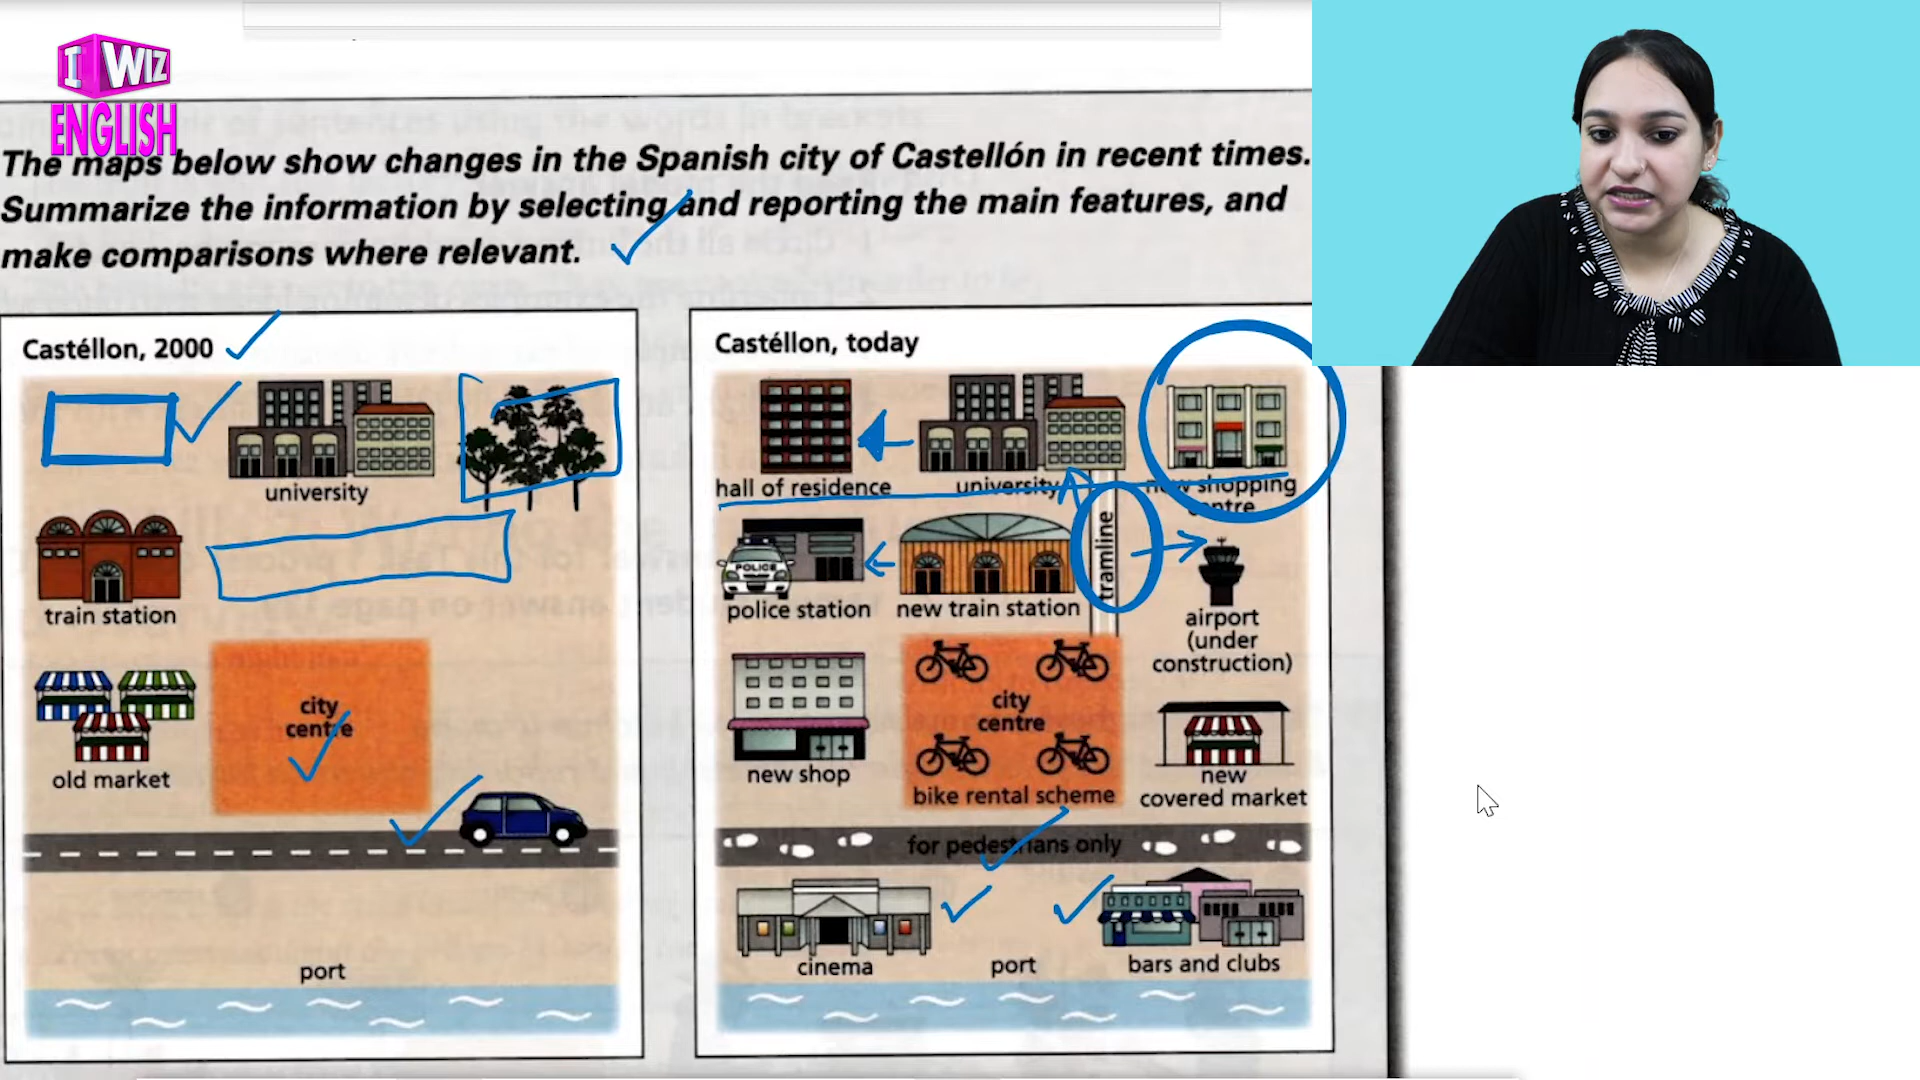 I WIZ
ENGLISH
The maps below show changes in the Spanish city of Castellón in recent times.
Summarize the information by selecting and reporting the main features, and
make comparisons where relevant.
Castéllon, 2000
university
train station
city
centre
old market
port
Castéllon, today
hall of residence
university
new shopping
centre
POLICE
police station
new train station
tramline
airport
(under
construction)
new shop
city
centre
bike rental scheme
new
covered market
for pedestrians only
cinema
port
bars and clubs